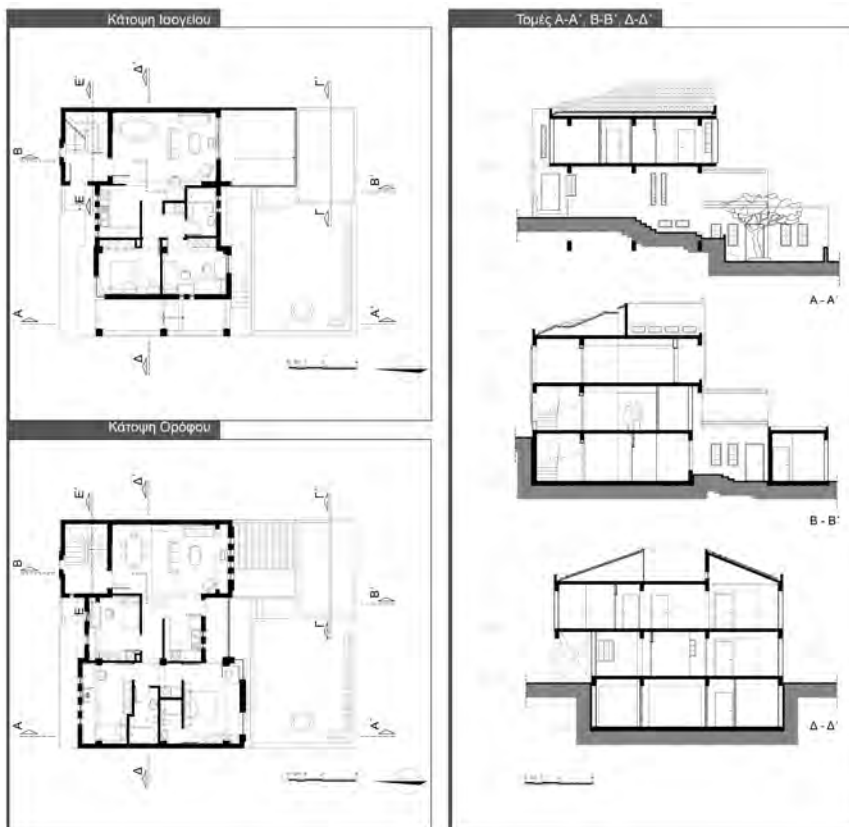 Κάτοψη Ισογείου
Ε΄
Δ΄
Γ΄
Β
Β΄
Ε
Γ
Α
Α΄
Δ
Κάτοψη Ορόφου
Ε΄
Δ΄
Γ΄
Β
Β΄
Ε
Γ
Α
Α΄
Δ
Τομές Α-Α΄, Β-Β΄, Δ-Δ΄
Α - Α΄
Β - Β΄
Δ - Δ΄